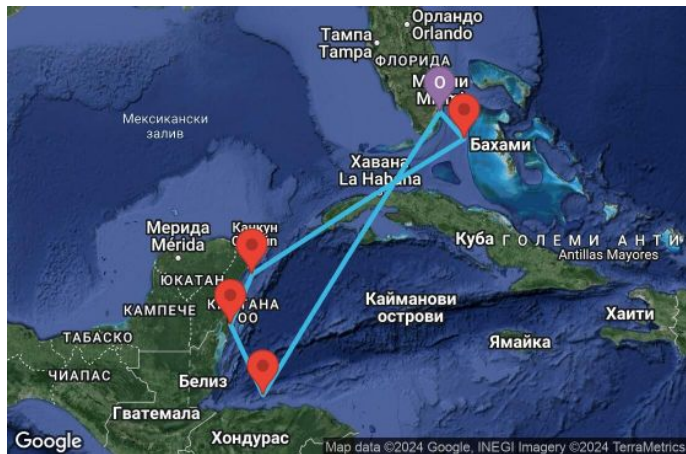 Орландо
Orlando
Тампа
Tampa
ФЛОРИДА
О
Мексикански
залив
Бахами
Хавана
La Habana
Мерида
Mérida
Канкун
Куба
ГОЛЕМИ АНТИ
Antillas Mayores
ЮКАТАН
КАМПЕЧЕ
ОО
Кайманови
острови
Хаити
ТАБАСКО
Ямайка
ЧИАПАС
Белиз
Гватемала
Хондурас
Google
Map data ©2024 Google, INEGI Imagery ©2024 TerraMetrics